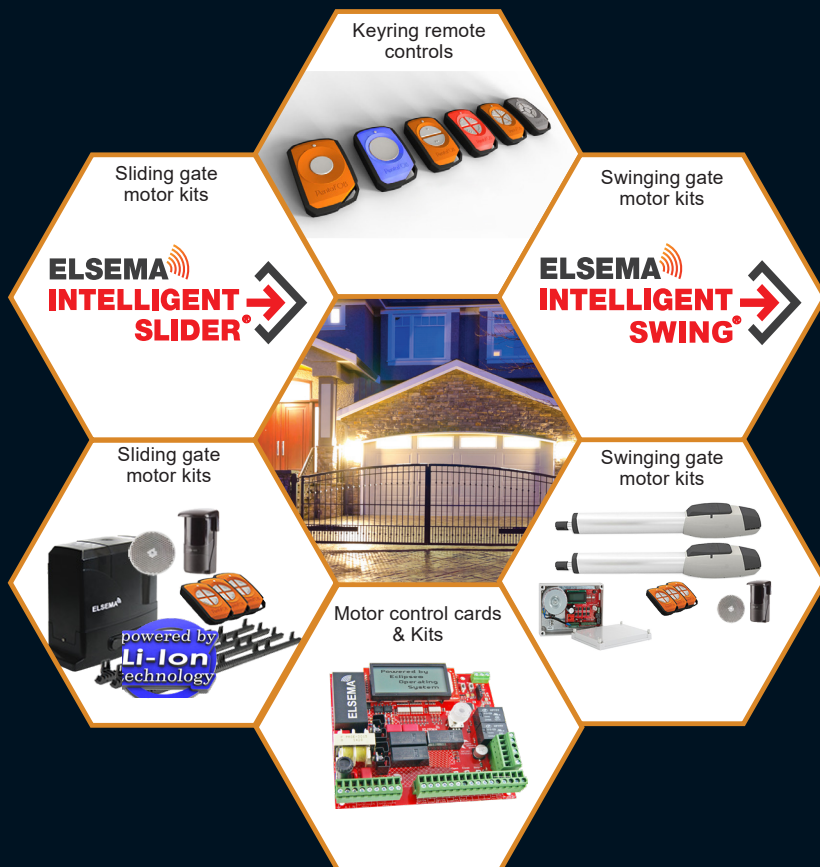 Keyring remote
controls
Sliding gate
motor kits
ELSEMA
INTELLIGENT
SLIDER®
Swinging gate
motor kits
ELSEMA
INTELLIGENT
SWING®
Sliding gate
motor kits
ELSEMA
powered by
Li-Ion
technology
Swinging gate
motor kits
Motor control cards
& Kits
ELSEMA
Powered by
Eclipse
Operating
System